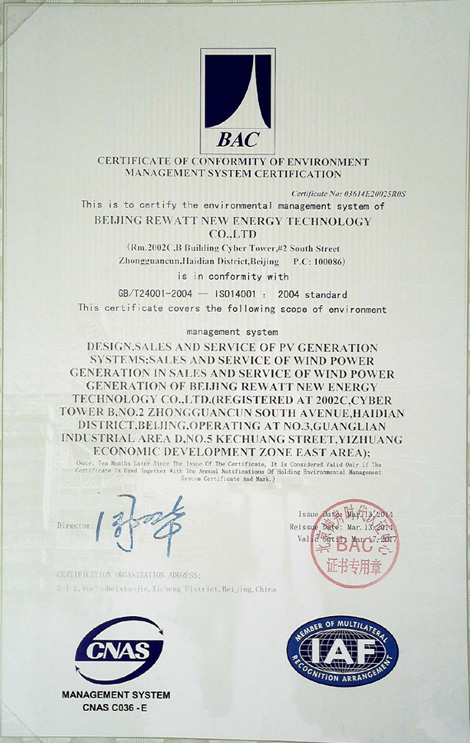 BAC
CERTIFICATE OF CONFORMITY OF ENVIRONMENT
MANAGEMENT SYSTEM CERTIFICATION
Certificate No: 03614E20025R0S
This is to certify the environmental management system of
BEIJING REWATT NEW ENERGY TECHNOLOGY
CO.,LTD
(Rm.2002C,B Building Cyber Tower,#2 South Street
Zhongguancun,Haidian District,Beijing P.C: 100086)
is in conformity with
GB/T24001-2004 — ISO14001 : 2004 standard
This certificate covers the following scope of environment
management system
DESIGN,SALES AND SERVICE OF PV GENERATION
SYSTEMS;SALES AND SERVICE OF WIND POWER
GENERATION IN SALES AND SERVICE OF WIND POWER
GENERATION OF BEIJING REWATT NEW ENERGY
TECHNOLOGY CO.,LTD.(REGISTERED AT 2002C,CYBER
TOWER B,NO.2 ZHONGGUANCUN SOUTH AVENUE,HAIDIAN
DISTRICT,BEIJING,OPERATING AT NO.3,GUANGLIAN
INDUSTRIAL AREA D,NO.5 KECHUANG STREET,YIZHUANG
ECONOMIC DEVELOPMENT ZONE EAST AREA);
Months Later Since The Issue Of The Certificate, It Is Considered Valid Only If The
Certificate Is Used Together With The Annual Notifications Of Holding Environmental Management
System Certificate And Mark.)
Issue Date: Mar.13,2014
Reissue Date: Mar.13,2014
Director:
Valid Until: Mar.17,2017
BAC
证书专用章
CERTIFICATION ORGANIZATION ADDRESS:
Xicheng District,Beijing,China
CNAS
MANAGEMENT SYSTEM
CNAS C036 - E
MEMBER OF MULTILATERAL
IAF
RECOGNITION ARRANGEMENT